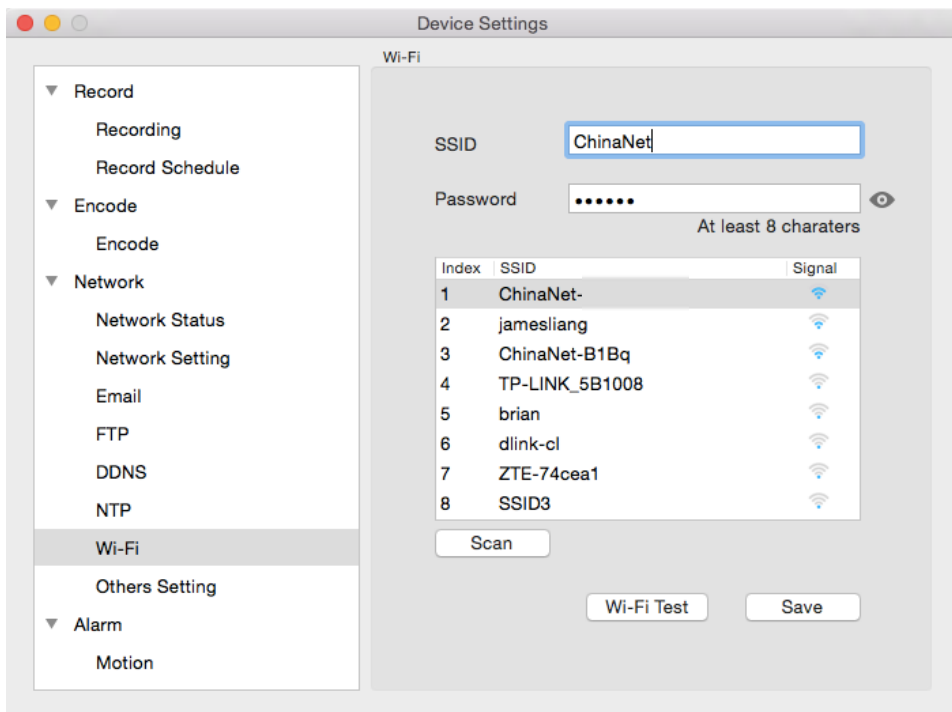 Device Settings
Wi-Fi
Record
Recording
Record Schedule
Encode
Encode
Network
Network Status
Network Setting
Email
FTP
DDNS
NTP
Wi-Fi
Others Setting
Alarm
Motion
SSID ChinaNet
Password ••••••
At least 8 charaters
Index SSID Signal
1 ChinaNet-
2 jamesliang
3 ChinaNet-B1Bq
4 TP-LINK_5B1008
5 brian
6 dlink-cl
7 ZTE-74cea1
8 SSID3
Scan
Wi-Fi Test Save